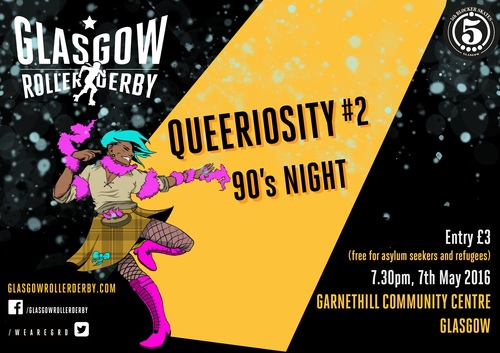 GLASGOW
ROLLER DERBY
5
QUEERIOSITY #2
90's NIGHT
Entry £3
(free for asylum seekers and refugees)
7.30pm, 7th May 2016
GARNETHILL COMMUNITY CENTRE
GLASGOW
GLASGOWROLLERDERBY.COM
/GLASGOWROLLERDERBY
/WEAREGRD